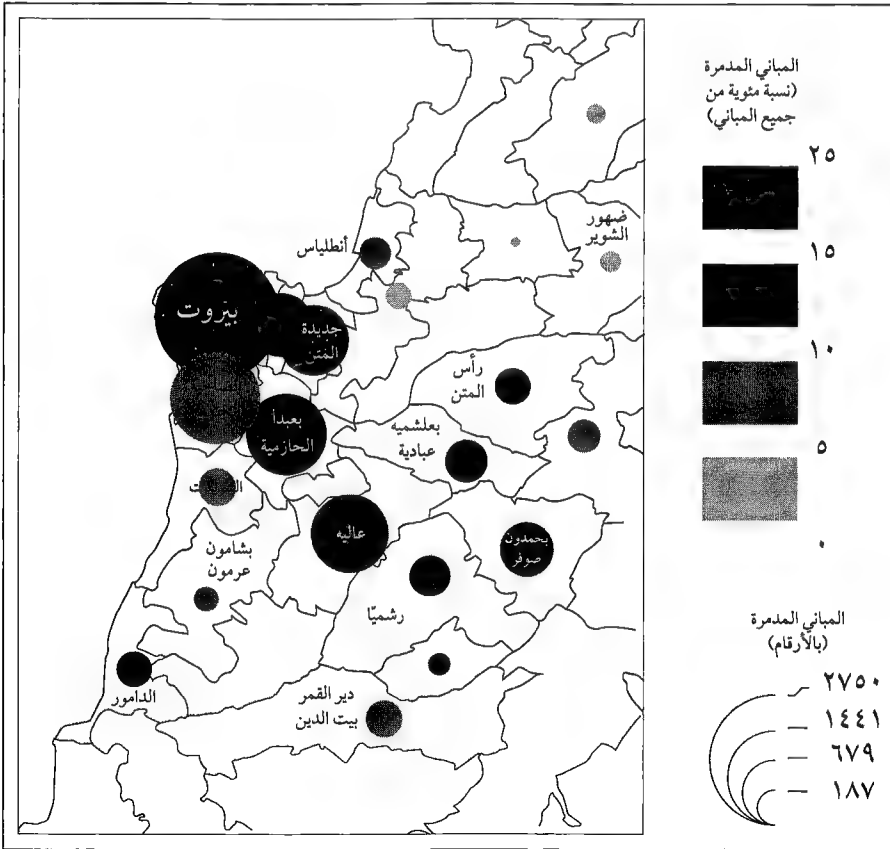 المباني المدمرة
(نسبة مئوية من
جميع المباني)
٢٥
١٥
١٠
٥
٠
ضهور
الشوير
أنطلياس
بيروت
جديدة
المتن
رأس
المتن
بعبدا
الحازمية
بعلشميه
عبادية
عاليه
بحمدون
صوفر
بشامون
عرمون
رشميّا
الدامور
دير القمر
بيت الدين
المباني المدمرة
(بالأرقام)
٢٧٥٠
١٤٤١
٦٧٩
١٨٧